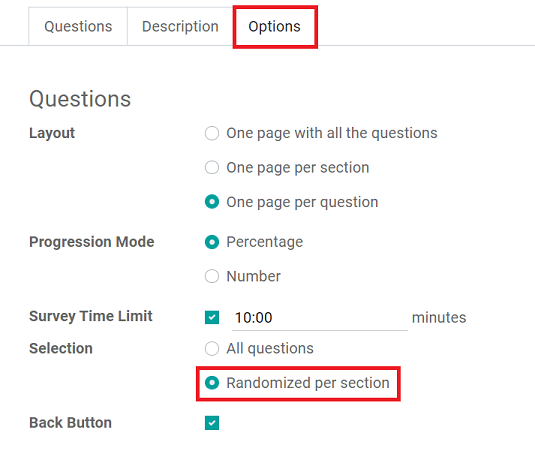 Questions Description Options
Questions
Layout One page with all the questions
One page per section
One page per question
Progression Mode Percentage
Number
Survey Time Limit 10:00 minutes
Selection All questions
Randomized per section
Back Button